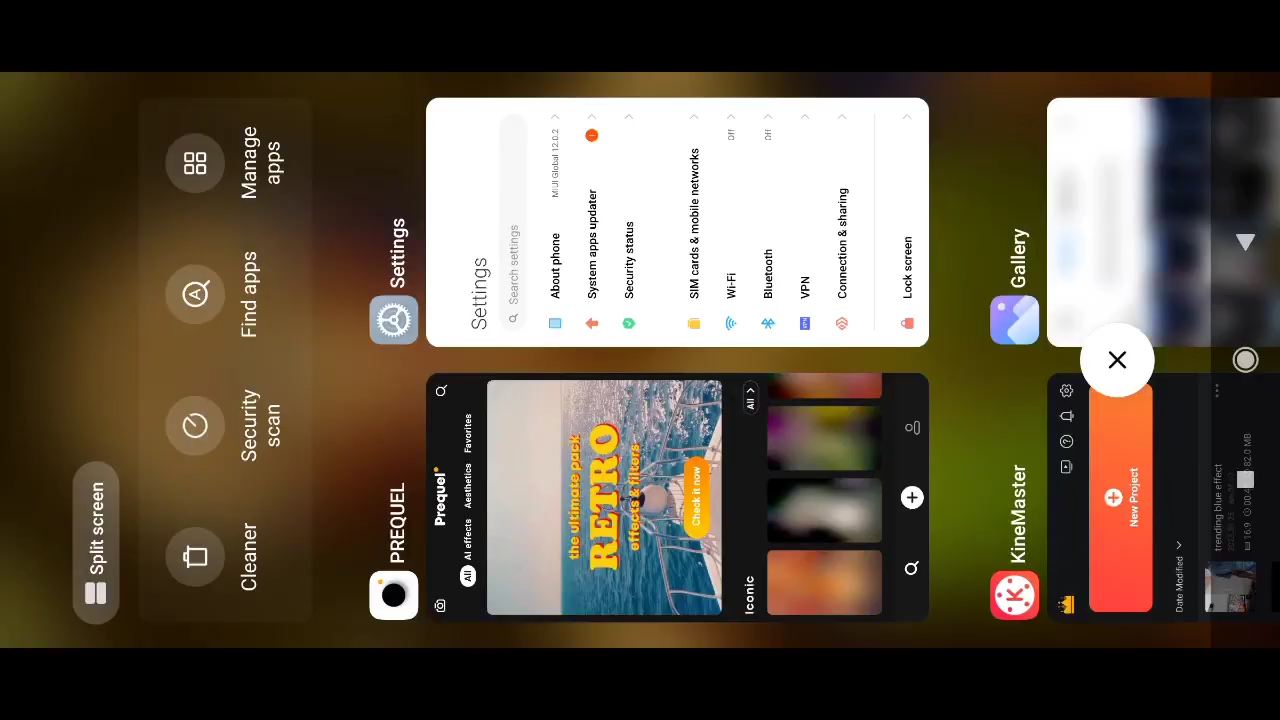 Split screen
Cleaner
Security
scan
Find apps
Manage
apps
PREQUEL
Prequel
All
AI effects
Aesthetics
Favorites
the ultimate pack
RETRO
effects & filters
Check it now
Iconic
All
Settings
Settings
Search settings
About phone
MIUI Global 12.0.2
System apps updater
Security status
SIM cards & mobile networks
Wi-Fi
Off
Bluetooth
Off
VPN
Connection & sharing
Lock screen
KineMaster
New Project
Date Modified
trending blue effect
Gallery